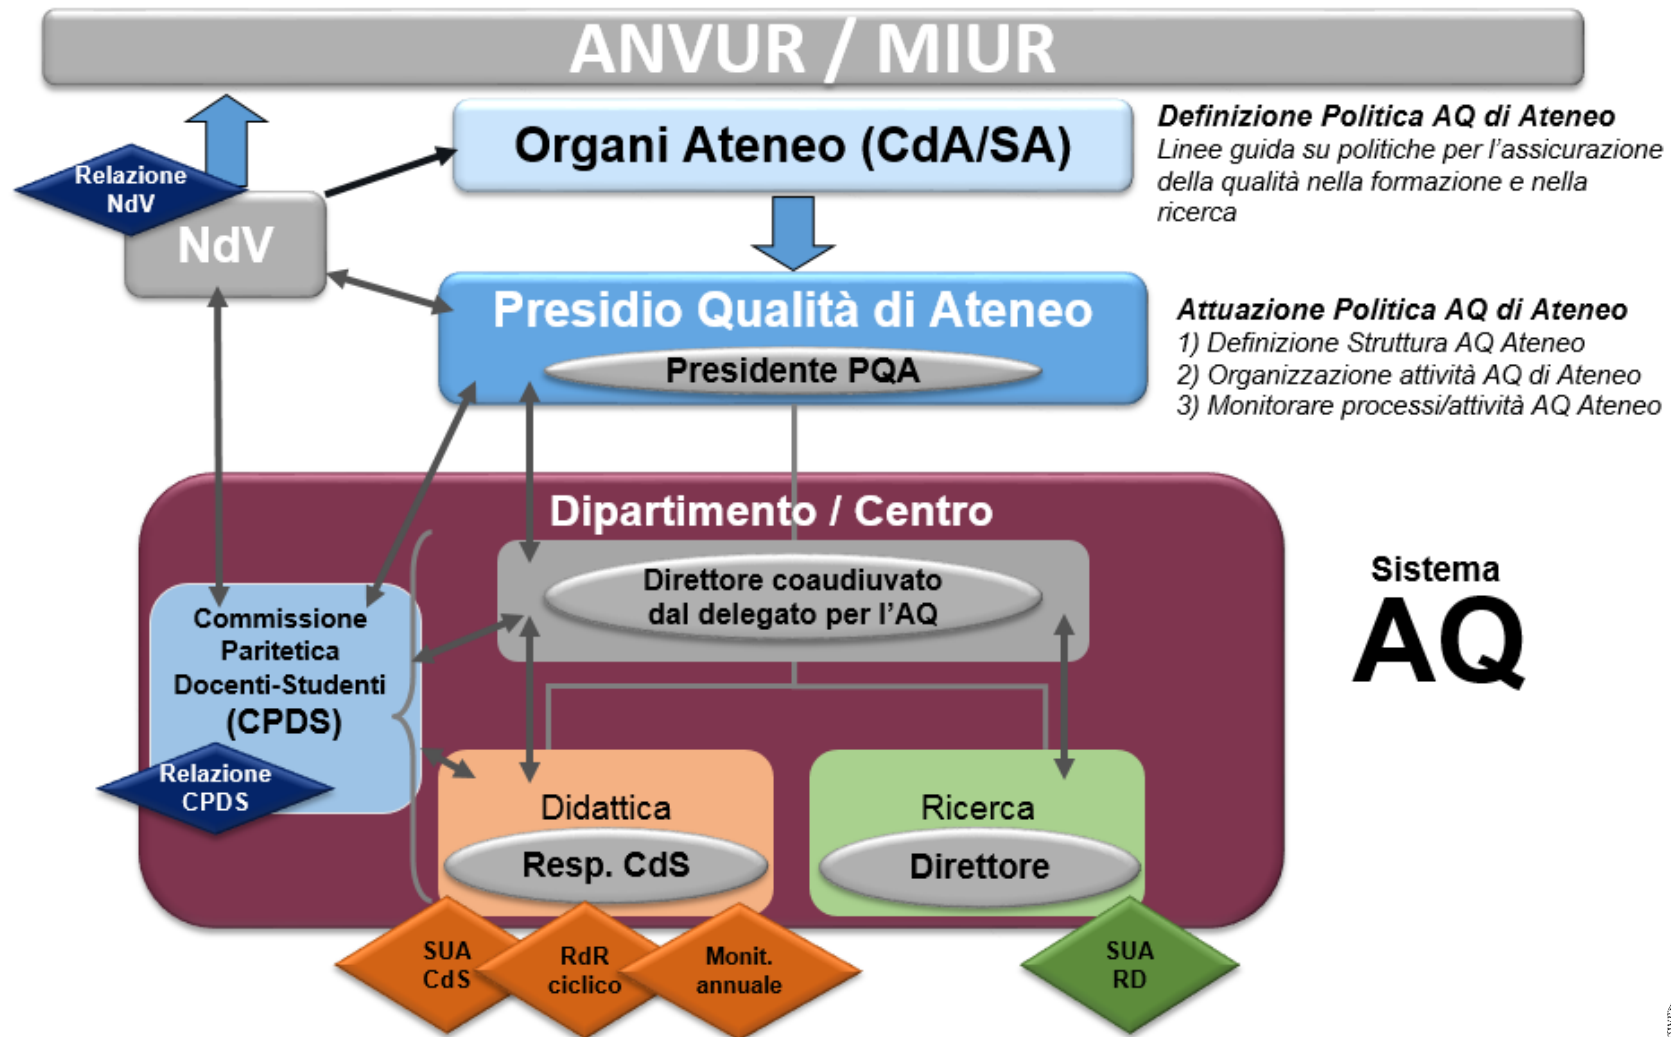 ANVUR / MIUR
Relazione
NdV
NdV
Organi Ateneo (CdA/SA)
Definizione Politica AQ di Ateneo
Linee guida su politiche per l’assicurazione
della qualità nella formazione e nella
ricerca
Presidio Qualità di Ateneo
Presidente PQA
Attuazione Politica AQ di Ateneo
1) Definizione Struttura AQ Ateneo
2) Organizzazione attività AQ di Ateneo
3) Monitorare processi/attività AQ Ateneo
Dipartimento / Centro
Direttore coaudiuvato
dal delegato per l’AQ
Commissione
Paritetica
Docenti-Studenti
(CPDS)
Relazione
CPDS
Sistema
AQ
Didattica
Resp. CdS
Ricerca
Direttore
SUA
CdS
RdR
ciclico
Monit.
annuale
SUA
RD